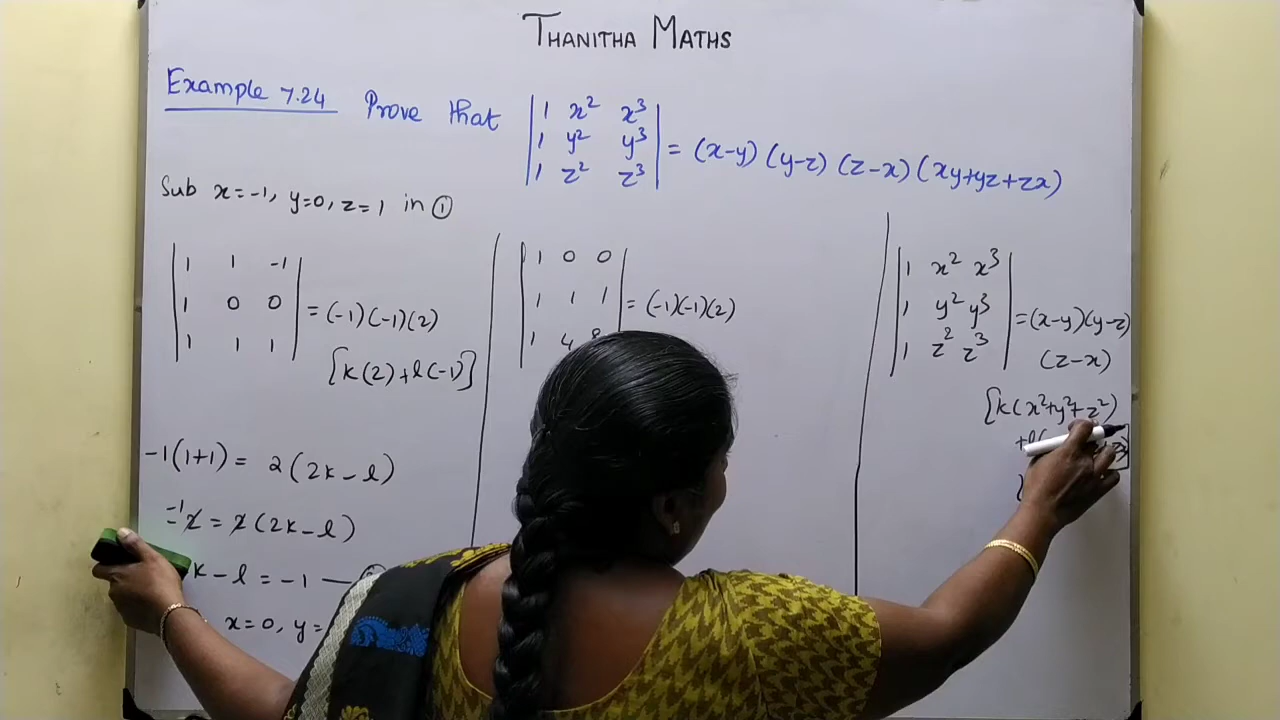 THANITHA MATHS
Example 7.24 Prove that | 1 x² x³ |
| 1 y² y³ | = (x-y) (y-z) (z-x) (xy+yz+zx)
| 1 z² z³ |
Sub x=-1, y=0, z=1 in ①
| 1 1 -1 |
| 1 0 0 | = (-1)(-1)(2)
| 1 1 1 |
[k(2)+l(-1)]
-1(1+1) = 2(2k-l)
= (2k-l)
k-l = -1 —
x=0, y=
| 1 0 0 |
| 1 1 1 | = (-1)(-1)(2)
1 4
| 1 x² x³ |
| 1 y² y³ | = (x-y)(y-z)
| 1 z² z³ |
(z-x)
[k(x²+y²+z²)
+l(